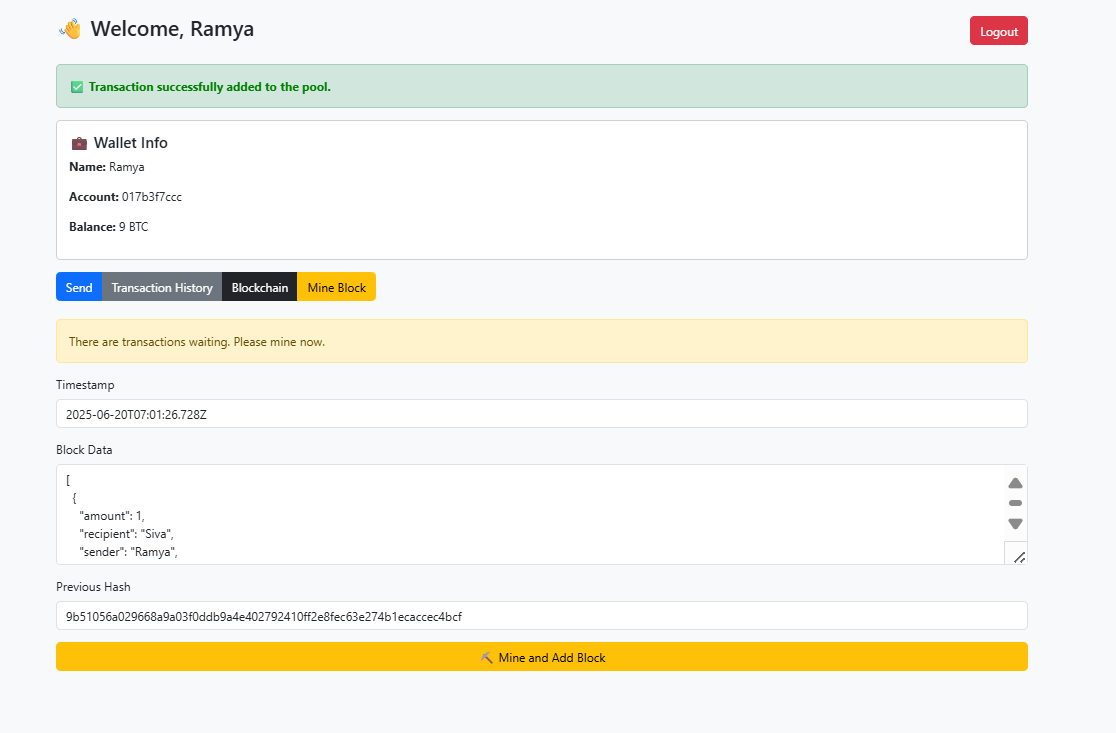 Welcome, Ramya
Logout
Transaction successfully added to the pool.
Wallet Info
Name: Ramya
Account: 017b3f7ccc
Balance: 9 BTC
Send Transaction History Blockchain Mine Block
There are transactions waiting. Please mine now.
Timestamp
2025-06-20T07:01:26.728Z
Block Data
[
{
"amount": 1,
"recipient": "Siva",
"sender": "Ramya",
Previous Hash
9b51056a029668a9a03f0ddb9a4e402792410ff2e8fec63e274b1ecaccec4bcf
Mine and Add Block